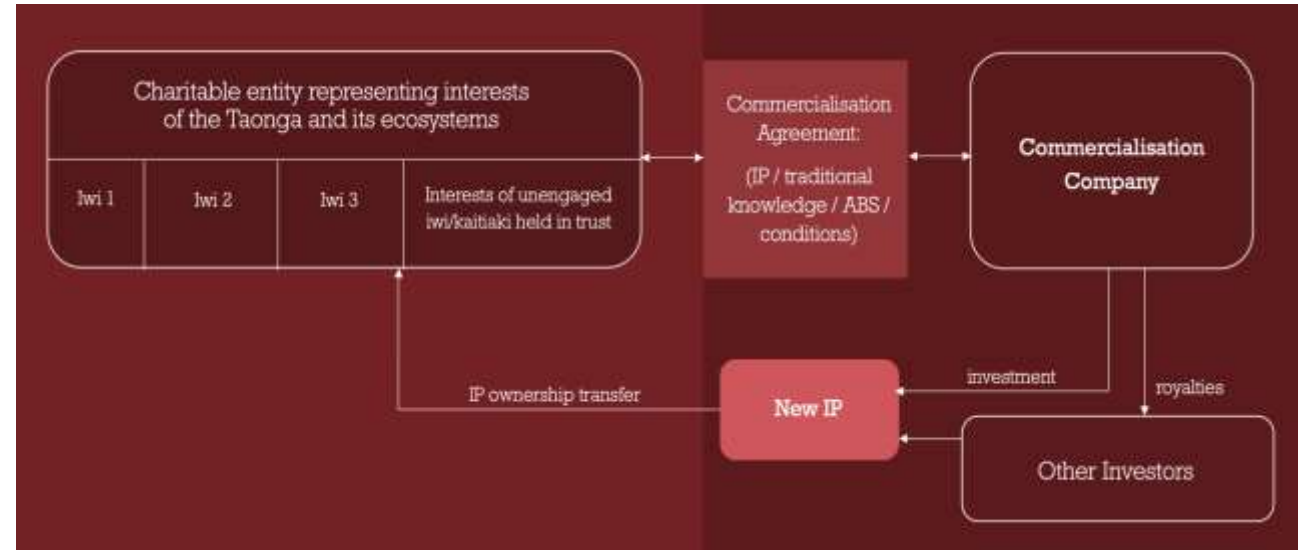 Charitable entity representing interests
of the Taonga and its ecosystems
Iwi 1
Iwi 2
Iwi 3
Interests of unengaged
iwi/kaitiaki held in trust
Commercialisation
Agreement:
(IP / traditional
knowledge / ABS /
conditions)
Commercialisation
Company
IP ownership transfer
New IP
investment
royalties
Other Investors